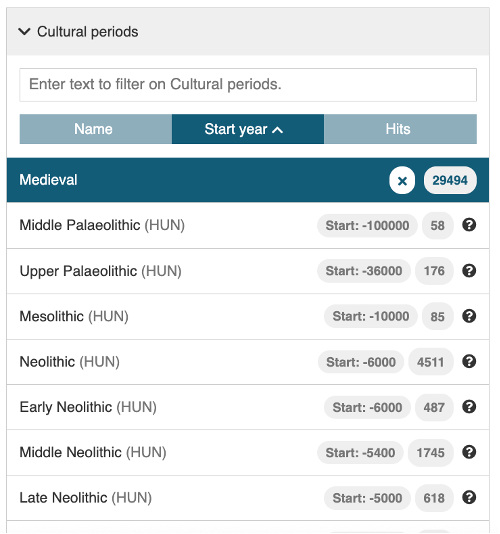 Cultural periods
Enter text to filter on Cultural periods.
Name Start year Hits
Medieval 29494
Middle Palaeolithic (HUN) Start: -100000 58
Upper Palaeolithic (HUN) Start: -36000 176
Mesolithic (HUN) Start: -10000 85
Neolithic (HUN) Start: -6000 4511
Early Neolithic (HUN) Start: -6000 487
Middle Neolithic (HUN) Start: -5400 1745
Late Neolithic (HUN) Start: -5000 618